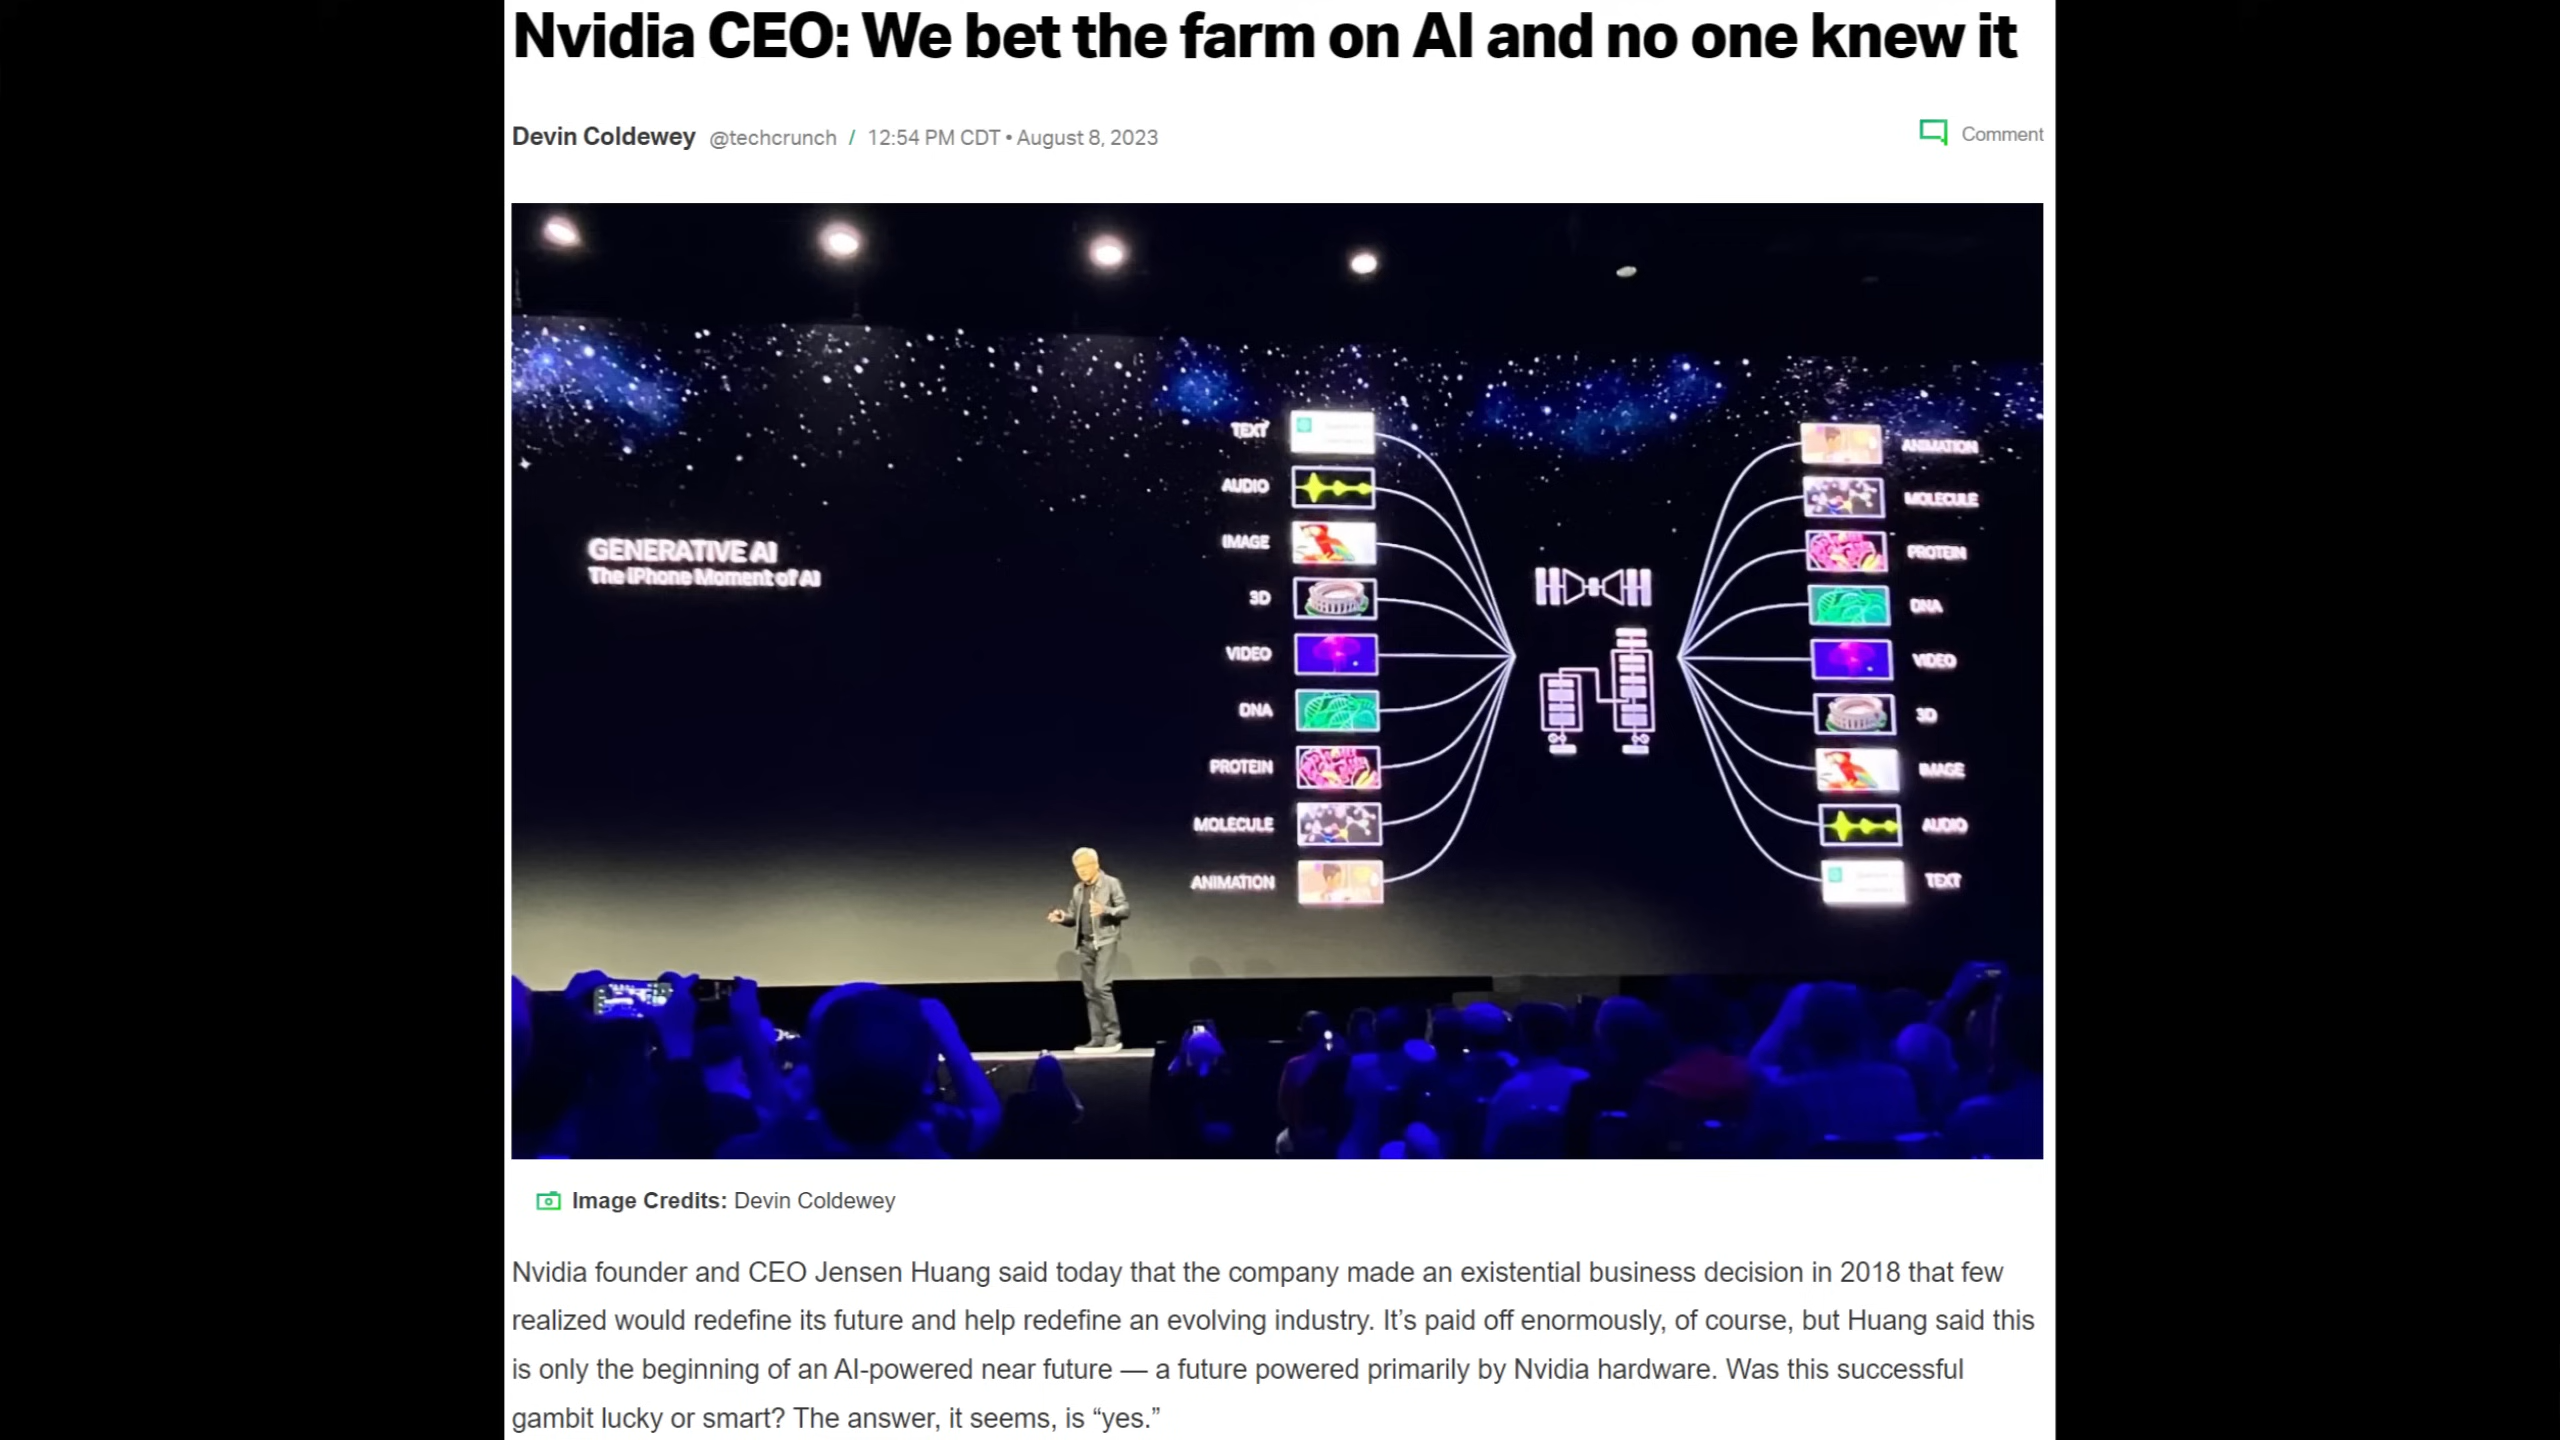 Nvidia CEO: We bet the farm on AI and no one knew it
Devin Coldewey @techcrunch / 12:54 PM CDT • August 8, 2023
Comment
GENERATIVE AI
The iPhone Moment of AI
TEXT
AUDIO
IMAGE
3D
VIDEO
DNA
PROTEIN
MOLECULE
ANIMATION
ANIMATION
MOLECULE
PROTEIN
DNA
VIDEO
3D
IMAGE
AUDIO
TEXT
Image Credits: Devin Coldewey
Nvidia founder and CEO Jensen Huang said today that the company made an existential business decision in 2018 that few
realized would redefine its future and help redefine an evolving industry. It’s paid off enormously, of course, but Huang said this
is only the beginning of an AI-powered near future — a future powered primarily by Nvidia hardware. Was this successful
gambit lucky or smart? The answer, it seems, is “yes.”